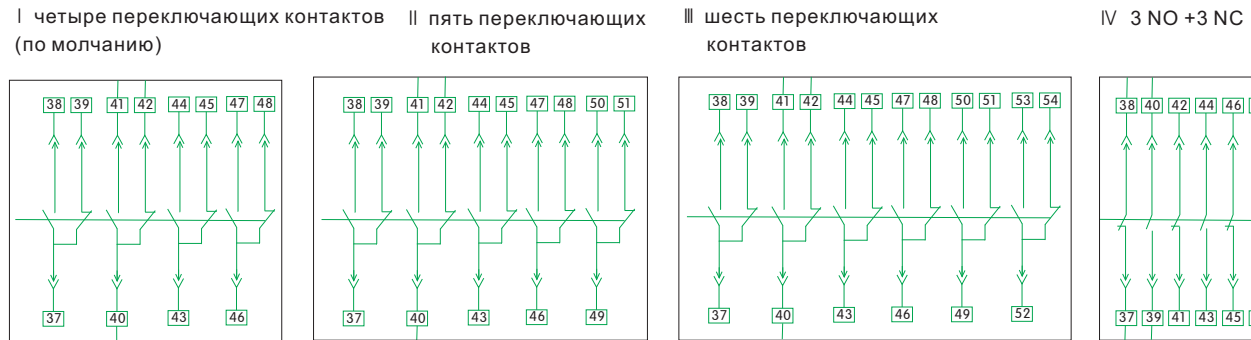 Ⅰ четыре переключающих контактов
(по молчанию)
Ⅱ пять переключающих
контактов
Ⅲ шесть переключающих
контактов
Ⅳ 3 NO +3 NC
38 39 41 42 44 45 47 48
37 40 43 46
38 39 41 42 44 45 47 48 50 51
37 40 43 46 49
38 39 41 42 44 45 47 48 50 51 53 54
37 40 43 46 49 52
38 40 42 44 46
37 39 41 43 45